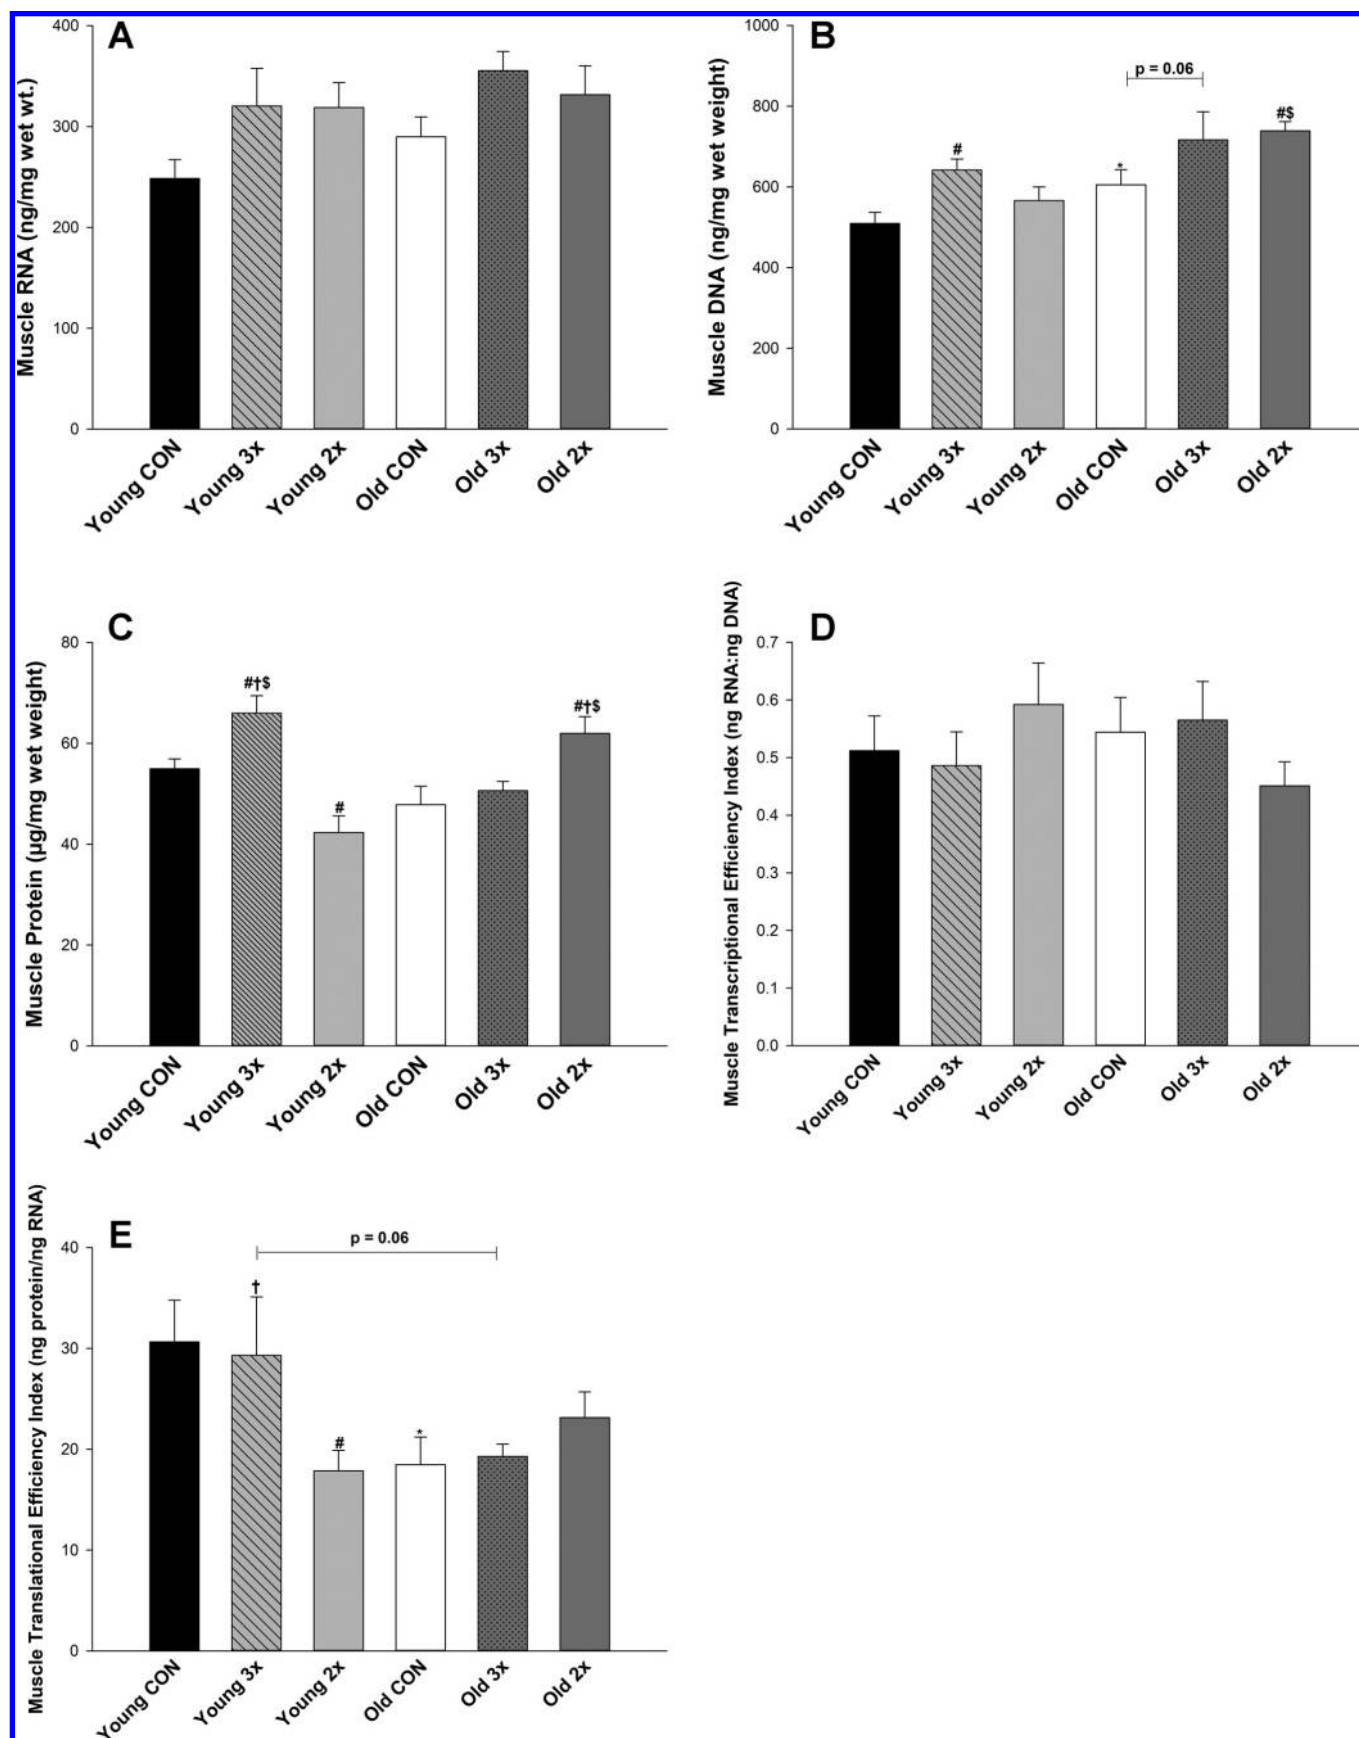 A
Muscle RNA (ng/mg wet wt.)
400
300
200
100
0
Young CON
Young 3x
Young 2x
Old CON
Old 3x
Old 2x
B
Muscle DNA (ng/mg wet weight)
1000
800
600
400
200
0
p = 0.06
#
*
#$
Young CON
Young 3x
Young 2x
Old CON
Old 3x
Old 2x
C
Muscle Protein (µg/mg wet weight)
80
60
40
20
0
#†$
#
#†$
Young CON
Young 3x
Young 2x
Old CON
Old 3x
Old 2x
D
Muscle Transcriptional Efficiency Index (ng RNA:ng DNA)
0.7
0.6
0.5
0.4
0.3
0.2
0.1
0.0
Young CON
Young 3x
Young 2x
Old CON
Old 3x
Old 2x
E
Muscle Translational Efficiency Index (ng protein/ng RNA)
40
30
20
10
0
p = 0.06
†
#
*
Young CON
Young 3x
Young 2x
Old CON
Old 3x
Old 2x